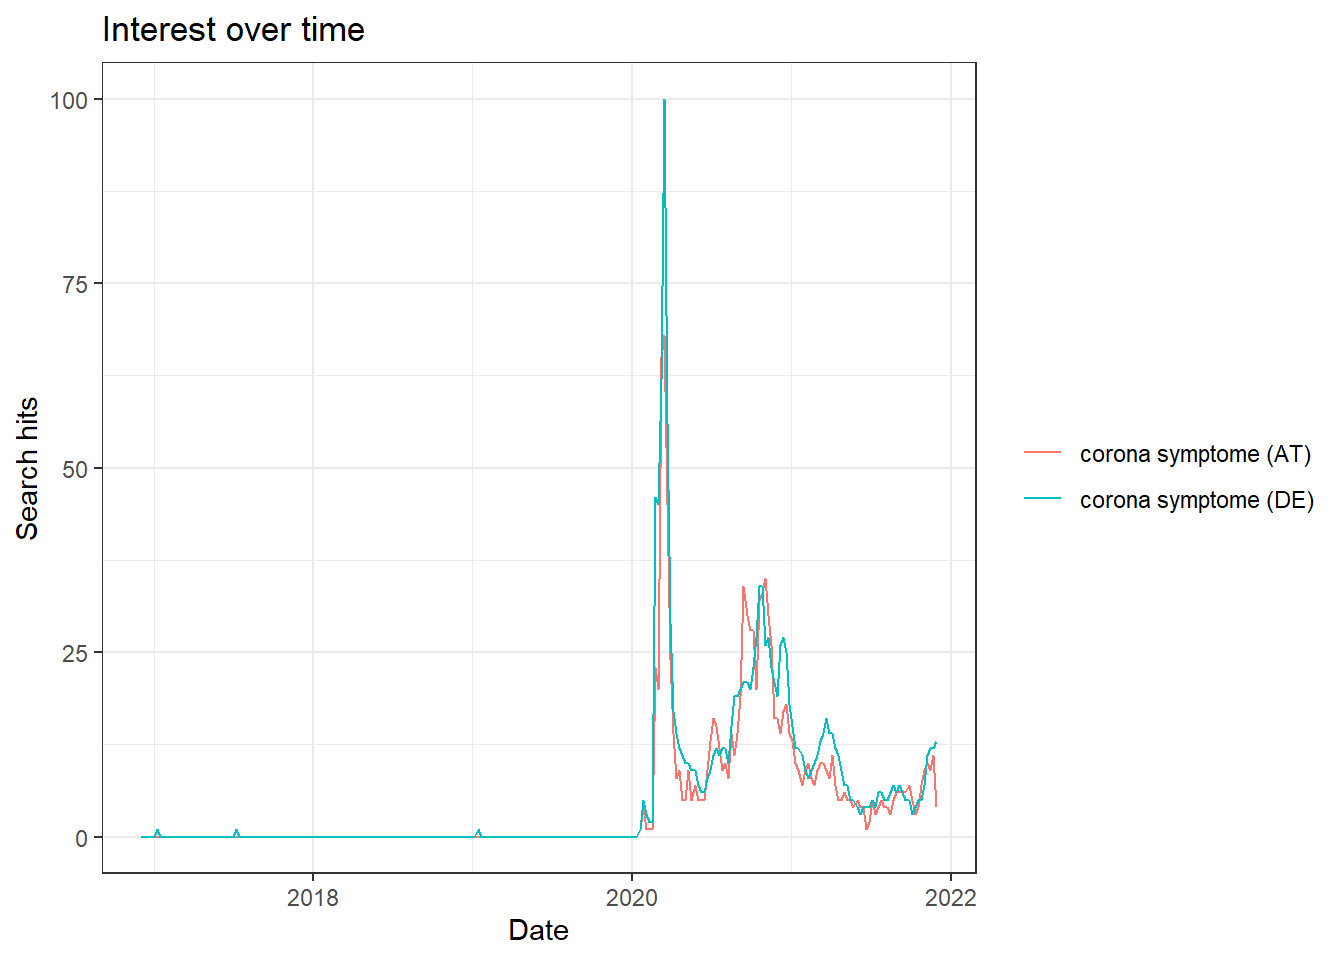 Interest over time
100
75
50
25
0
Search hits
2018
2020
2022
Date
corona symptome (AT)
corona symptome (DE)